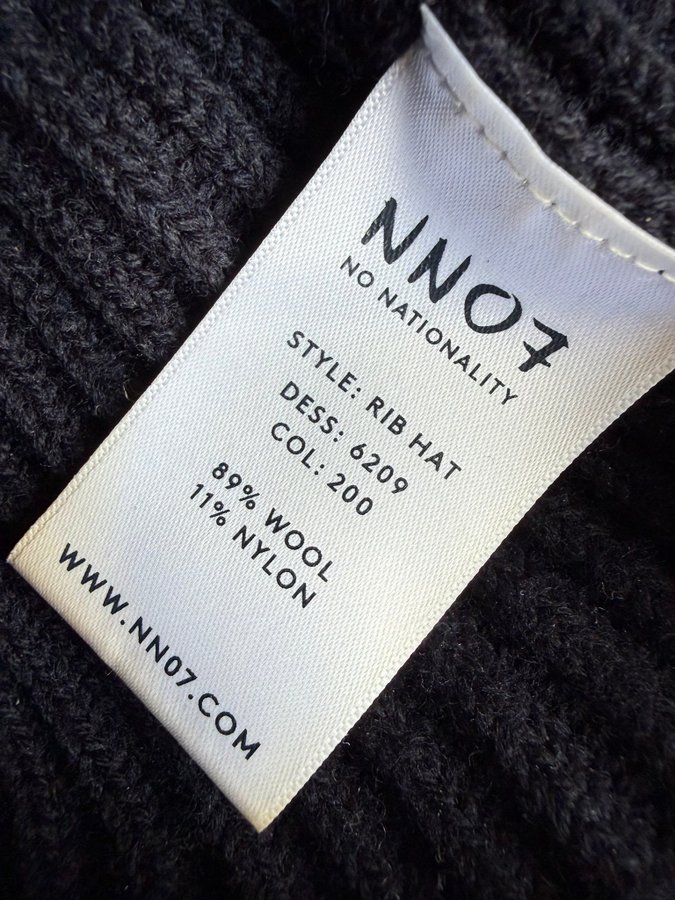 NN07
NO NATIONALITY
STYLE: RIB HAT
DESS: 6209
COL: 200
89% WOOL
11% NYLON
WWW.NN07.COM